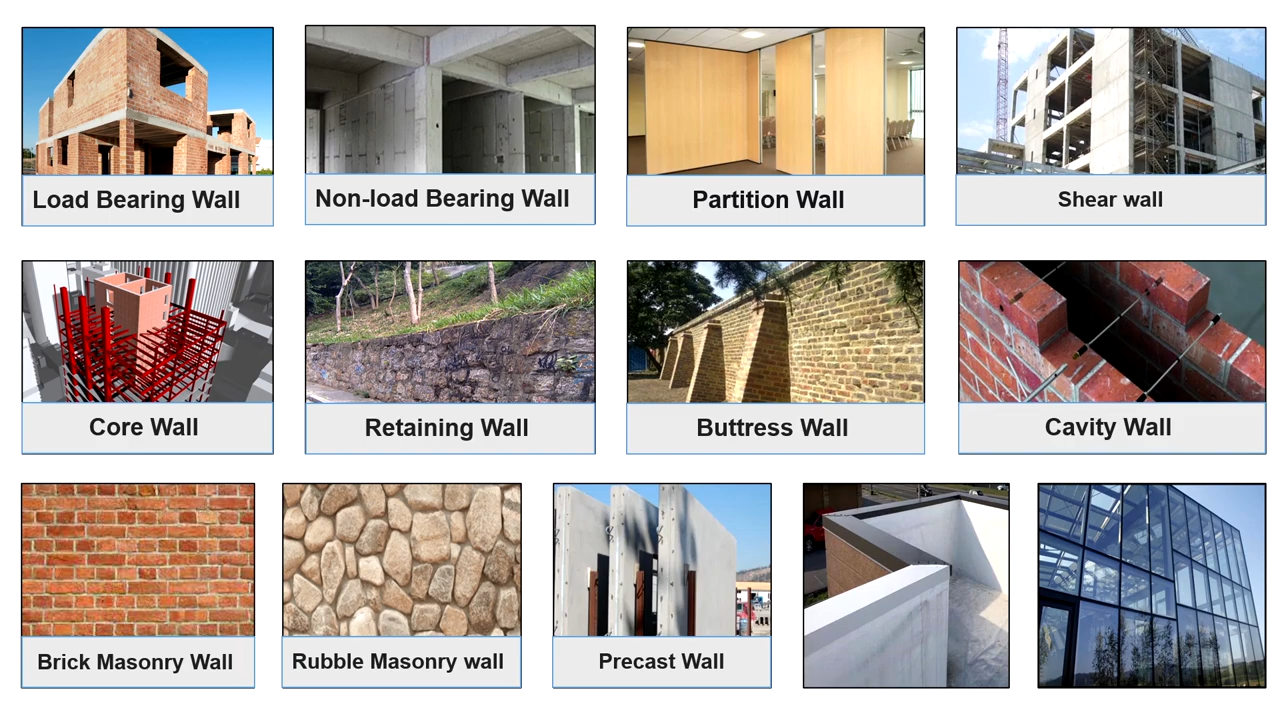 Load Bearing Wall
Non-load Bearing Wall
Partition Wall
Shear wall
Core Wall
Retaining Wall
Buttress Wall
Cavity Wall
Brick Masonry Wall
Rubble Masonry wall
Precast Wall